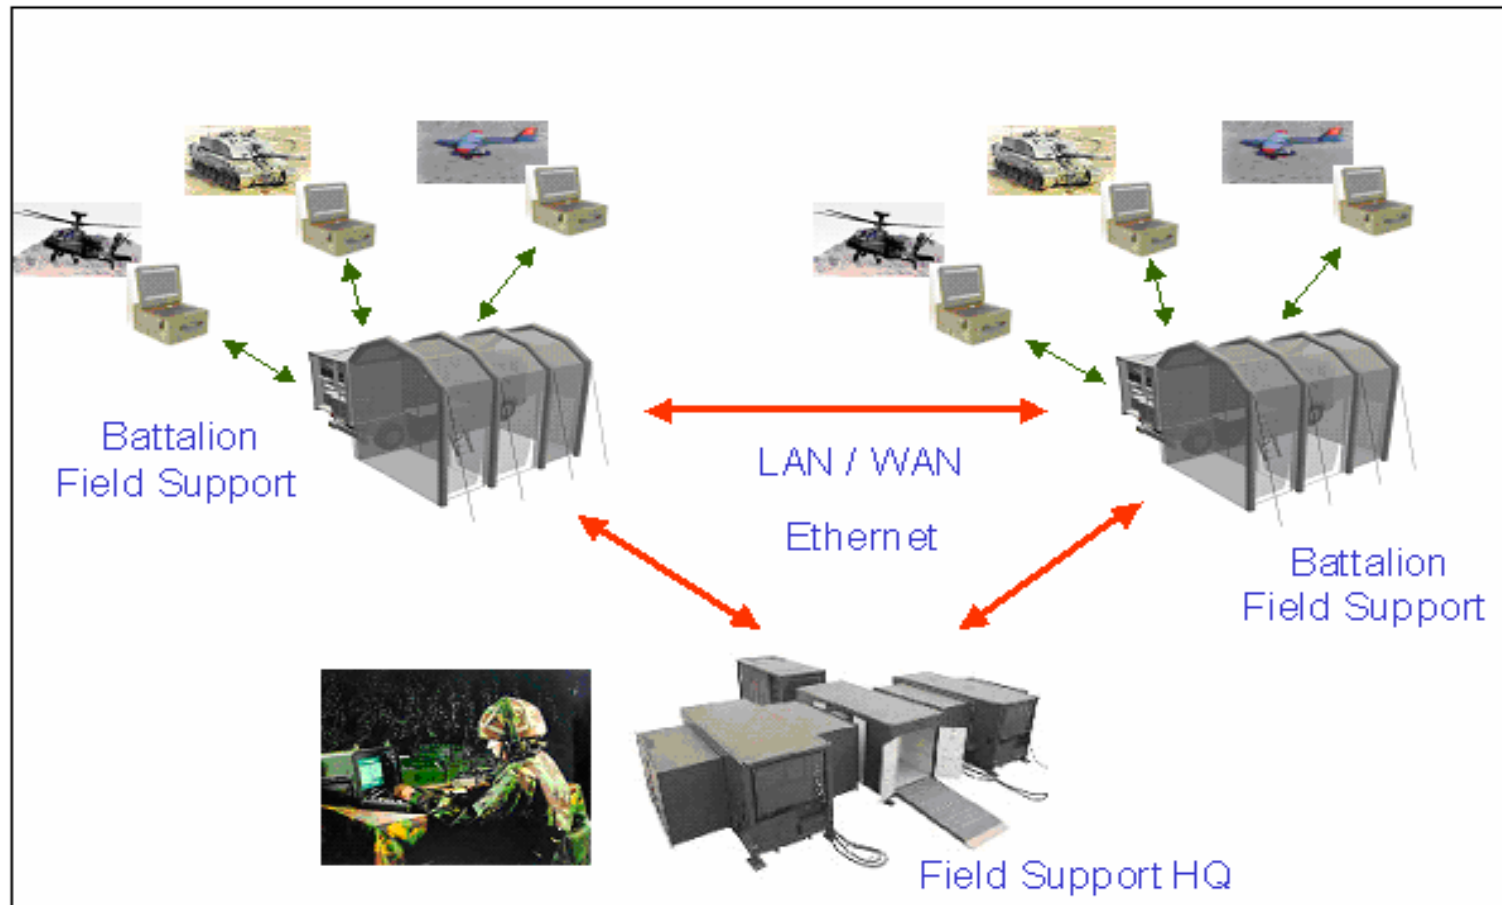 Battalion
Field Support
LAN / WAN
Ethernet
Battalion
Field Support
Field Support HQ